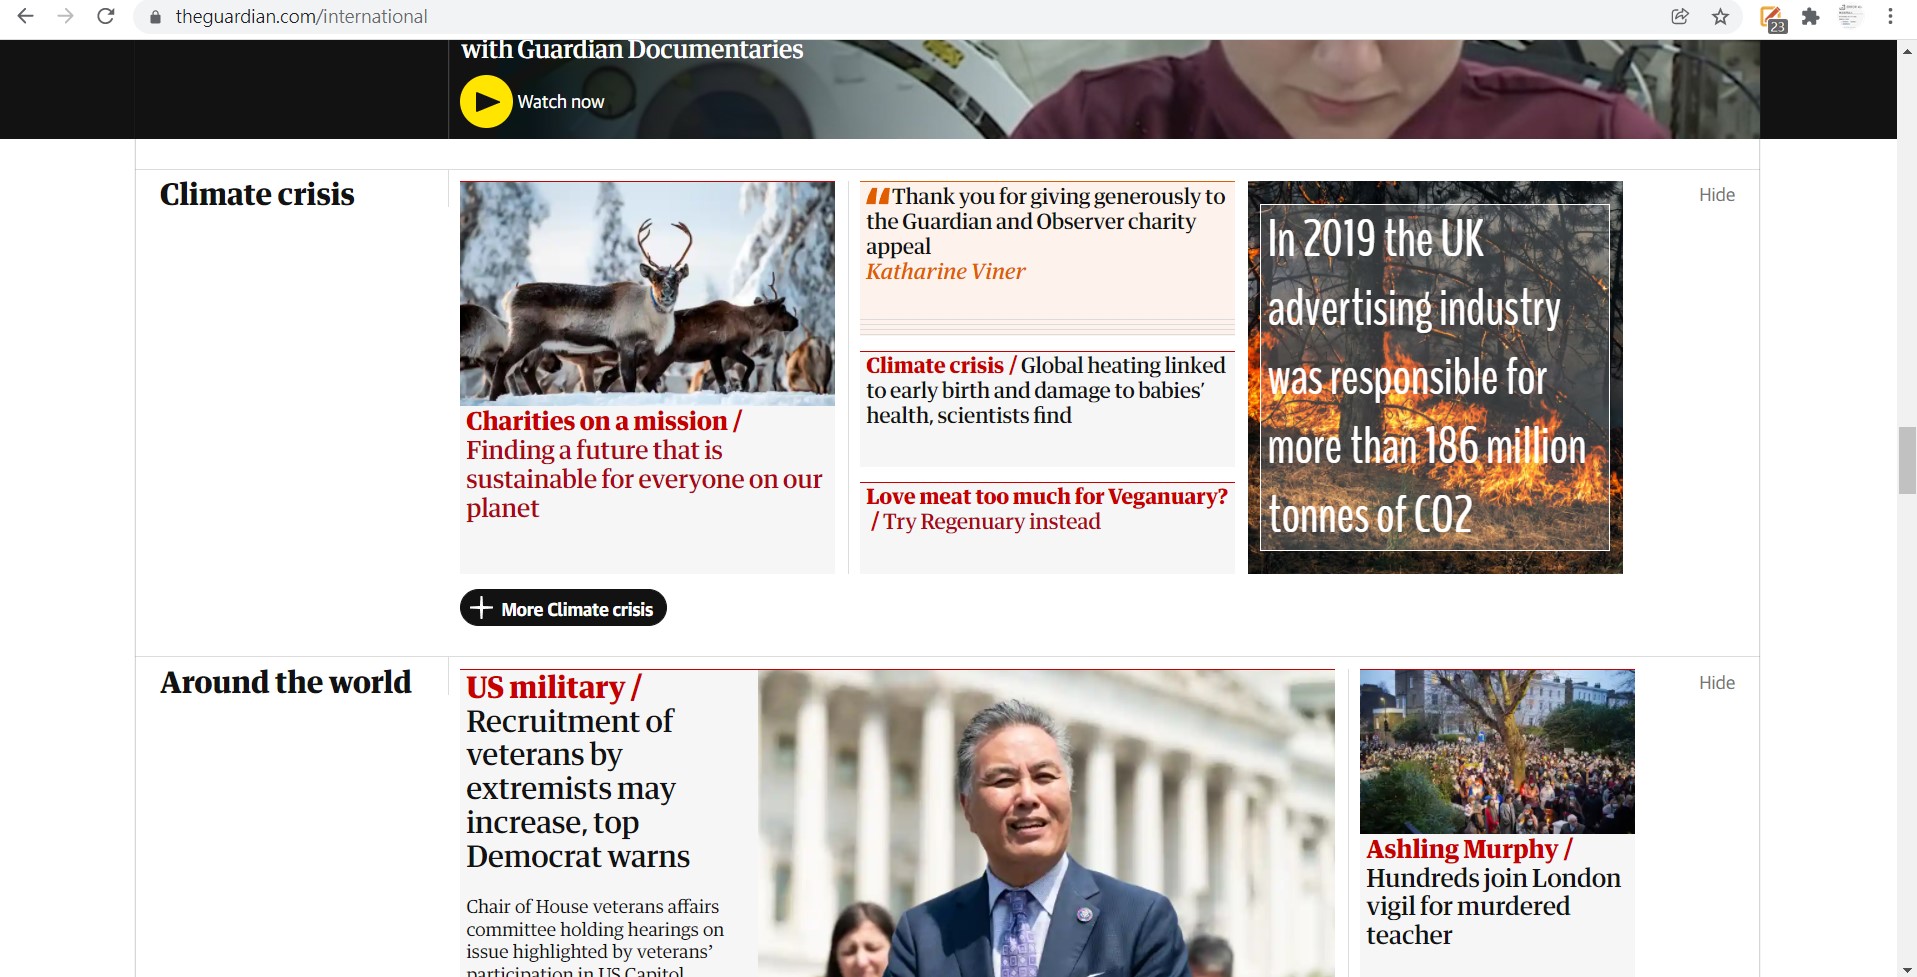 theguardian.com/international
23
with Guardian Documentaries
Watch now
Climate crisis
Charities on a mission /
Finding a future that is
sustainable for everyone on our
planet
Thank you for giving generously to
the Guardian and Observer charity
appeal
Katharine Viner
Climate crisis / Global heating linked
to early birth and damage to babies’
health, scientists find
Love meat too much for Veganuary?
/ Try Regenuary instead
In 2019 the UK
advertising industry
was responsible for
more than 186 million
tonnes of CO2
Hide
More Climate crisis
Around the world
US military /
Recruitment of
veterans by
extremists may
increase, top
Democrat warns
Chair of House veterans affairs
committee holding hearings on
issue highlighted by veterans’
participation in US Capitol
Ashling Murphy /
Hundreds join London
vigil for murdered
teacher
Hide